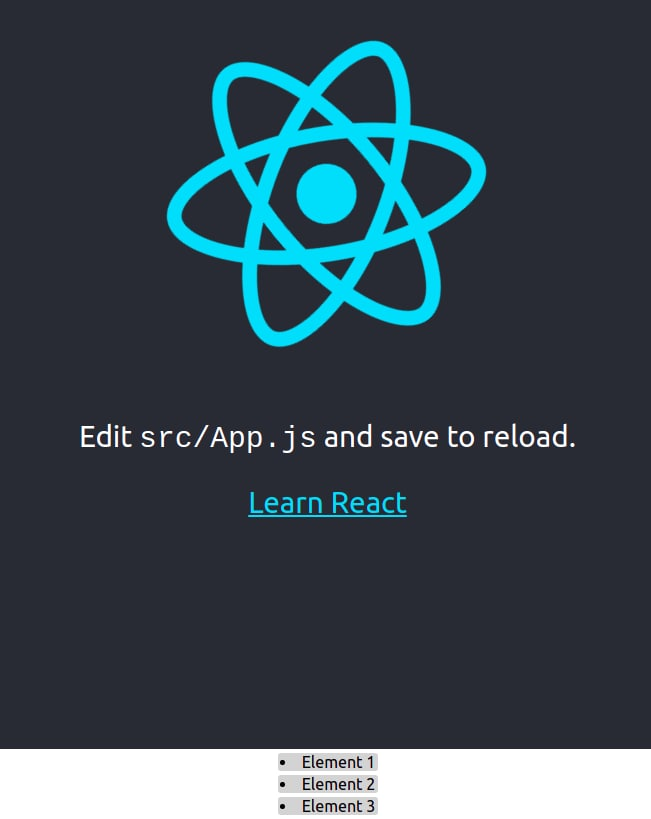 Edit src/App.js and save to reload.
Learn React
• Element 1
• Element 2
• Element 3